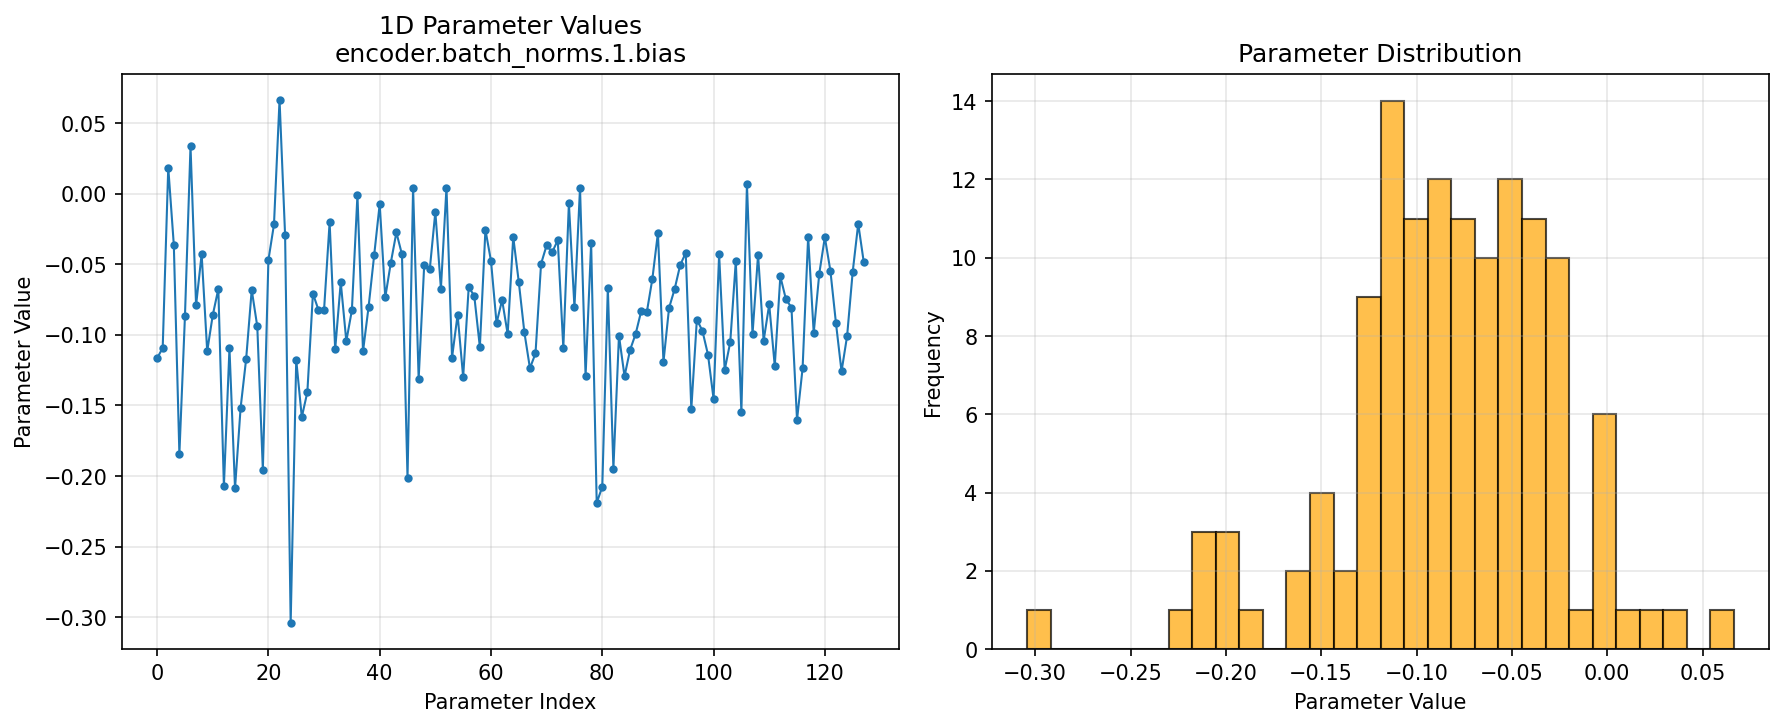 1D Parameter Values
encoder.batch_norms.1.bias
Parameter Value
0.05
0.00
−0.05
−0.10
−0.15
−0.20
−0.25
−0.30
0 20 40 60 80 100 120
Parameter Index
Parameter Distribution
Frequency
14
12
10
8
6
4
2
0
−0.30 −0.25 −0.20 −0.15 −0.10 −0.05 0.00 0.05
Parameter Value